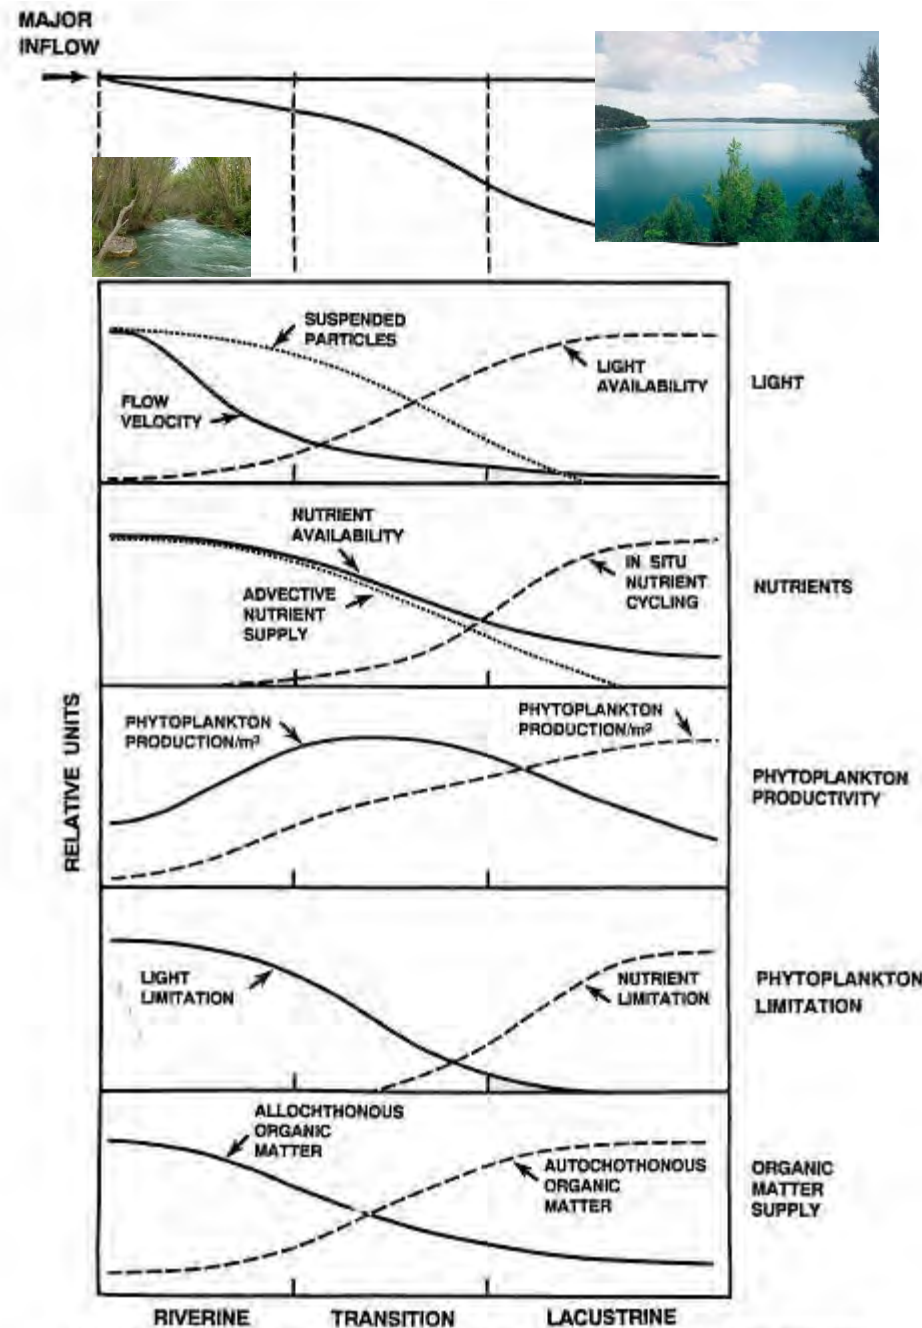 MAJOR
INFLOW
SUSPENDED
PARTICLES
LIGHT
AVAILABILITY
FLOW
VELOCITY
LIGHT
NUTRIENT
AVAILABILITY
ADVECTIVE
NUTRIENT
SUPPLY
IN SITU
NUTRIENT
CYCLING
NUTRIENTS
PHYTOPLANKTON
PRODUCTION/m³
PHYTOPLANKTON
PRODUCTION/m²
PHYTOPLANKTON
PRODUCTIVITY
RELATIVE UNITS
LIGHT
LIMITATION
NUTRIENT
LIMITATION
PHYTOPLANKTON
LIMITATION
ALLOCHTHONOUS
ORGANIC
MATTER
AUTOCHOTHONOUS
ORGANIC
MATTER
ORGANIC
MATTER
SUPPLY
RIVERINE TRANSITION LACUSTRINE